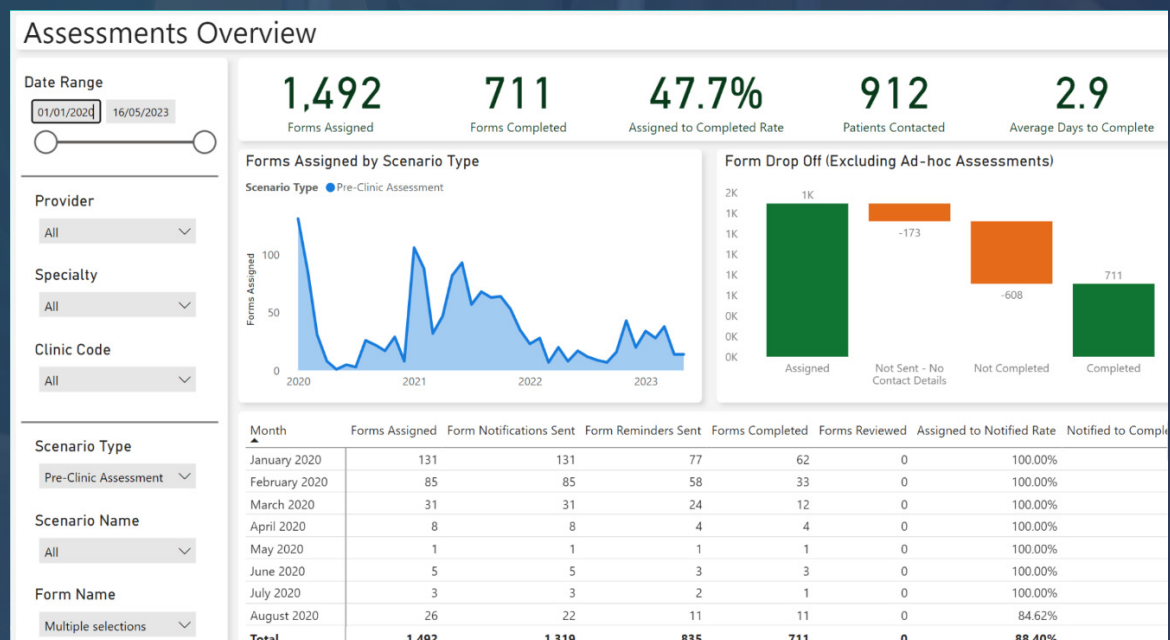 Assessments Overview
Date Range
01/01/2020 16/05/2023
Provider
All
Specialty
All
Clinic Code
All
Scenario Type
Pre-Clinic Assessment
Scenario Name
All
Form Name
Multiple selections
1,492
Forms Assigned
711
Forms Completed
47.7%
Assigned to Completed Rate
912
Patients Contacted
2.9
Average Days to Complete
Forms Assigned by Scenario Type
Scenario Type Pre-Clinic Assessment
Forms Assigned
100
50
0
2020 2021 2022 2023
Form Drop Off (Excluding Ad-hoc Assessments)
2K
1K
1K
1K
1K
1K
0K
0K
0K
1K
-173
-608
711
Assigned
Not Sent - No
Contact Details
Not Completed
Completed
Month Forms Assigned Form Notifications Sent Form Reminders Sent Forms Completed Forms Reviewed Assigned to Notified Rate Notified to Comple
January 2020 131 131 77 62 0 100.00%
February 2020 85 85 58 33 0 100.00%
March 2020 31 31 24 12 0 100.00%
April 2020 8 8 4 4 0 100.00%
May 2020 1 1 1 1 0 100.00%
June 2020 5 5 3 3 0 100.00%
July 2020 3 3 2 1 0 100.00%
August 2020 26 22 11 11 0 84.62%
Total 1,492 1,319 835 711 0 88.40%